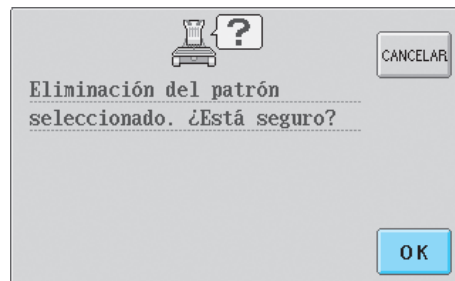 ?
CANCELAR
Eliminación del patrón
seleccionado. ¿Está seguro?
OK